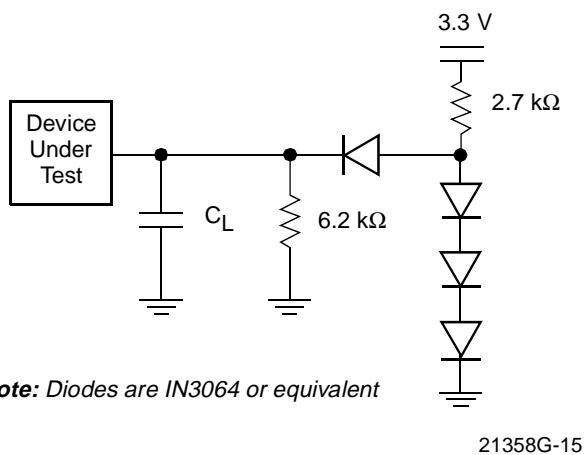 3.3 V
2.7 kΩ
Device
Under
Test
CL
6.2 kΩ
ote: Diodes are IN3064 or equivalent
21358G-15